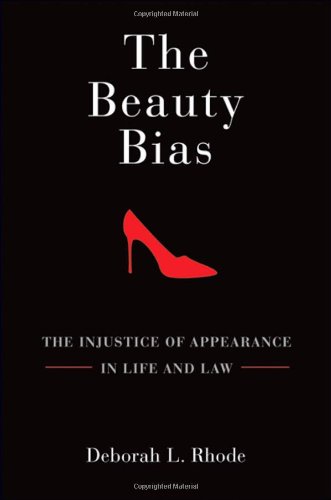 The
Beauty
Bias
THE INJUSTICE OF APPEARANCE
IN LIFE AND LAW
Deborah L. Rhode